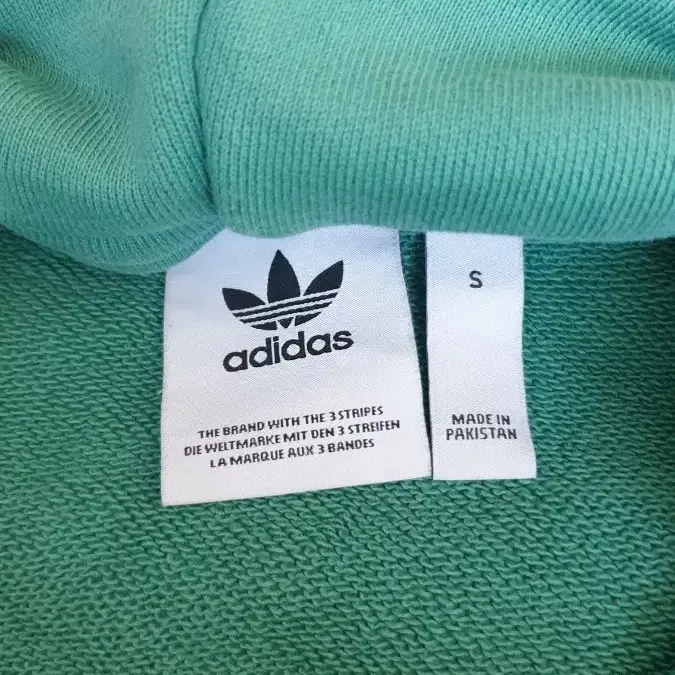 adidas
THE BRAND WITH THE 3 STRIPES
DIE WELTMARKE MIT DEN 3 STREIFEN
LA MARQUE AUX 3 BANDES
S
MADE IN
PAKISTAN